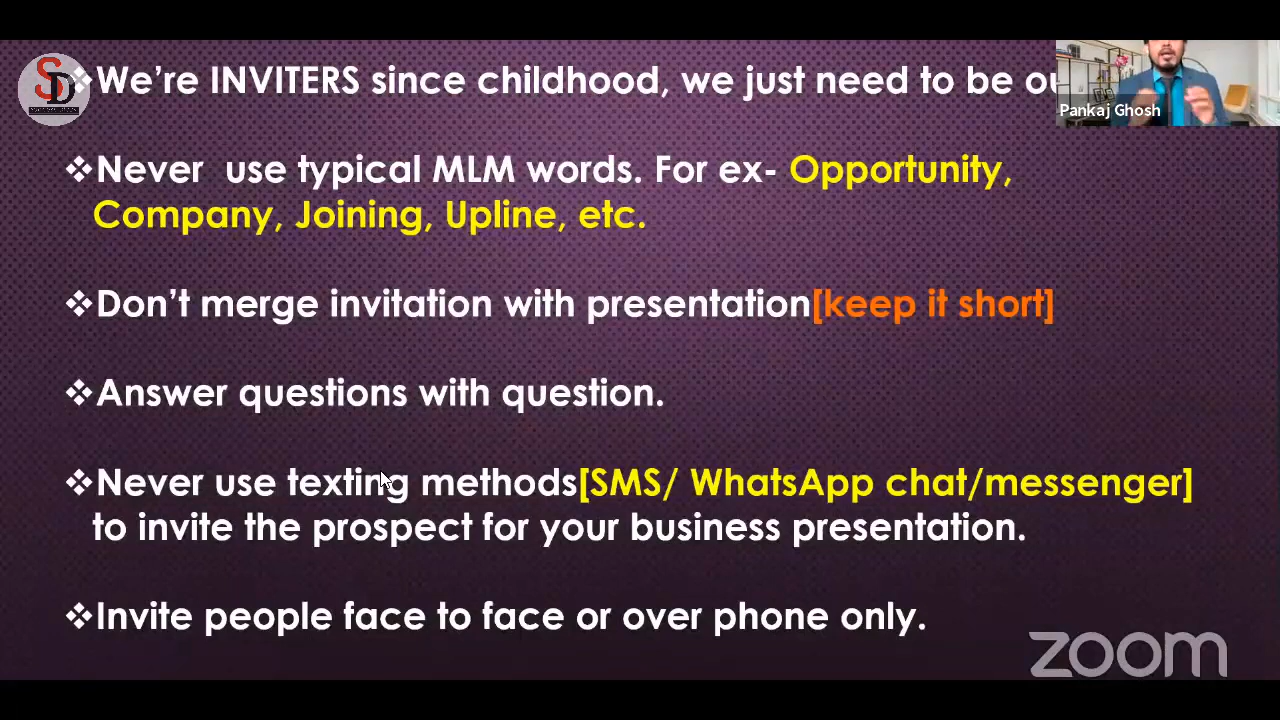 SD
❖We're INVITERS since childhood, we just need to be
Pankaj Ghosh
❖Never use typical MLM words. For ex- Opportunity,
Company, Joining, Upline, etc.
❖Don't merge invitation with presentation[keep it short]
❖Answer questions with question.
❖Never use texting methods[SMS/ WhatsApp chat/messenger]
to invite the prospect for your business presentation.
❖Invite people face to face or over phone only.
zoom